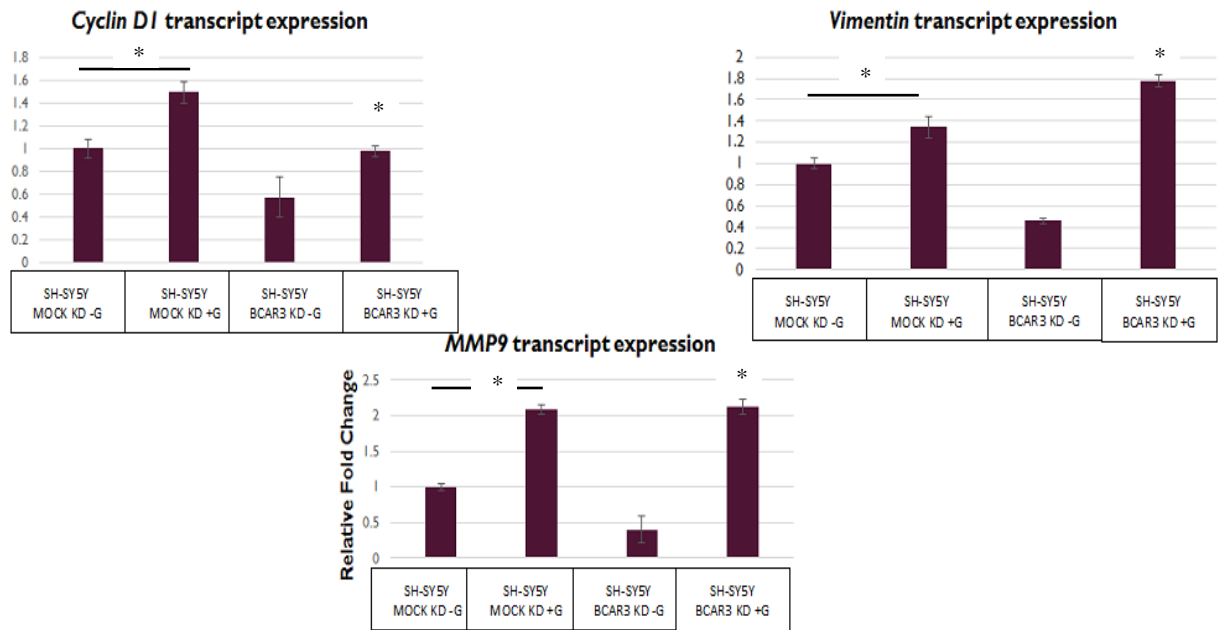 Cyclin D1 transcript expression
*
*
1.8
1.6
1.4
1.2
1
0.8
0.6
0.4
0.2
0
SH-SY5Y
MOCK KD -G
SH-SY5Y
MOCK KD +G
SH-SY5Y
BCAR3 KD -G
SH-SY5Y
BCAR3 KD +G
Vimentin transcript expression
*
*
2
1.8
1.6
1.4
1.2
1
0.8
0.6
0.4
0.2
0
SH-SY5Y
MOCK KD -G
SH-SY5Y
MOCK KD +G
SH-SY5Y
BCAR3 KD -G
SH-SY5Y
BCAR3 KD +G
MMP9 transcript expression
Relative Fold Change
*
*
2.5
2
1.5
1
0.5
0
SH-SY5Y
MOCK KD -G
SH-SY5Y
MOCK KD +G
SH-SY5Y
BCAR3 KD -G
SH-SY5Y
BCAR3 KD +G